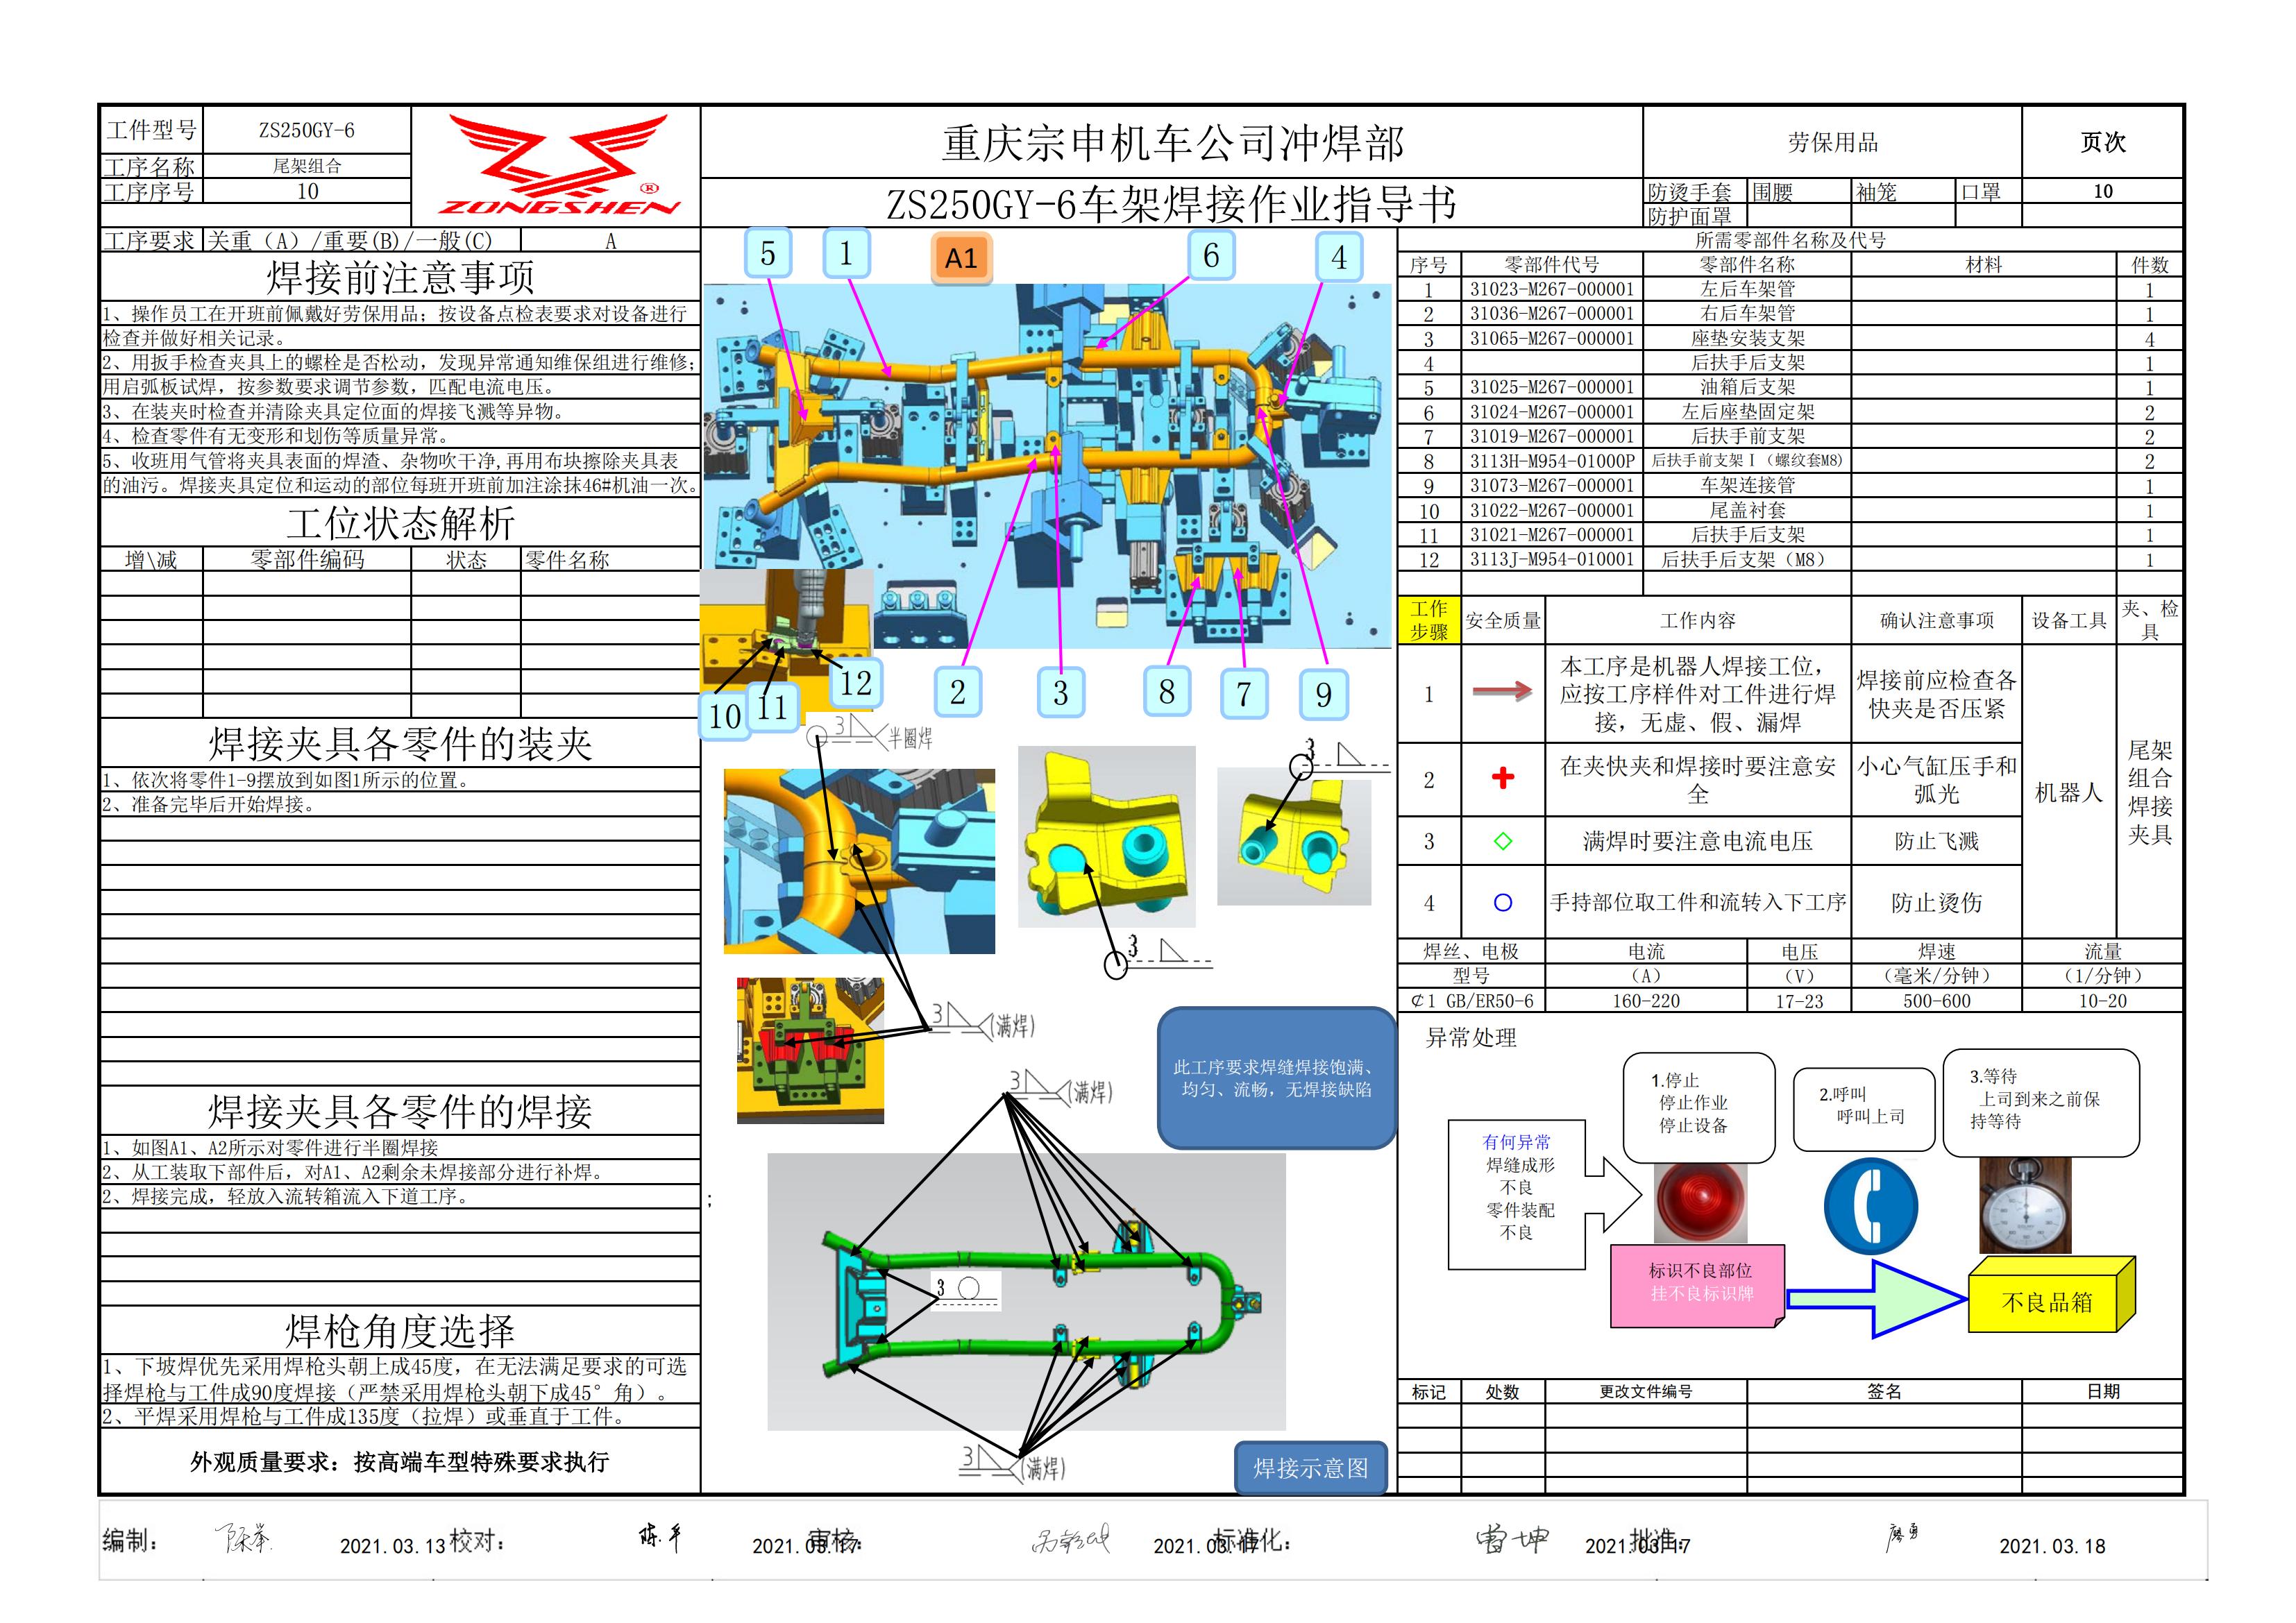 工件型号 ZS250GY-6
工序名称 尾架组合
工序序号 10
ZONGSHEN ®
重庆宗申机车公司冲焊部
ZS250GY-6车架焊接作业指导书
劳保用品 页次
防烫手套 围腰 袖笼 口罩 10
防护面罩
工序要求 关重（A）/重要(B)/一般(C) A
焊接前注意事项
1、操作员工在开班前佩戴好劳保用品；按设备点检表要求对设备进行
检查并做好相关记录。
2、用扳手检查夹具上的螺栓是否松动，发现异常通知维保组进行维修；
用启弧板试焊，按参数要求调节参数，匹配电流电压。
3、在装夹时检查并清除夹具定位面的焊接飞溅等异物。
4、检查零件有无变形和划伤等质量异常。
5、收班用气管将夹具表面的焊渣、杂物吹干净,再用布块擦除夹具表
的油污。焊接夹具定位和运动的部位每班开班前加注涂抹46#机油一次。
工位状态解析
增\减 零部件编码 状态 零件名称
焊接夹具各零件的装夹
1、依次将零件1-9摆放到如图1所示的位置。
2、准备完毕后开始焊接。
焊接夹具各零件的焊接
1、如图A1、A2所示对零件进行半圈焊接
2、从工装取下部件后，对A1、A2剩余未焊接部分进行补焊。
2、焊接完成，轻放入流转箱流入下道工序。
焊枪角度选择
1、下坡焊优先采用焊枪头朝上成45度，在无法满足要求的可选
择焊枪与工件成90度焊接（严禁采用焊枪头朝下成45°角）。
2、平焊采用焊枪与工件成135度（拉焊）或垂直于工件。
外观质量要求：按高端车型特殊要求执行
5 1 A1 6 4
10 11 12 2 3 8 7 9
3 半圈焊
3
3
3 (满焊)
3 (满焊)
此工序要求焊缝焊接饱满、
均匀、流畅，无焊接缺陷
;
3
3 (满焊)
焊接示意图
所需零部件名称及代号
序号 零部件代号 零部件名称 材料 件数
1 31023-M267-000001 左后车架管 1
2 31036-M267-000001 右后车架管 1
3 31065-M267-000001 座垫安装支架 4
4 后扶手后支架 1
5 31025-M267-000001 油箱后支架 1
6 31024-M267-000001 左后座垫固定架 2
7 31019-M267-000001 后扶手前支架 2
8 3113H-M954-01000P 后扶手前支架Ⅰ（螺纹套M8） 2
9 31073-M267-000001 车架连接管 1
10 31022-M267-000001 尾盖衬套 1
11 31021-M267-000001 后扶手后支架 1
12 3113J-M954-010001 后扶手后支架（M8） 1
工作步骤 安全质量 工作内容 确认注意事项 设备工具 夹、检具
1 本工序是机器人焊接工位，
应按工序样件对工件进行焊
接，无虚、假、漏焊
焊接前应检查各
快夹是否压紧
2 在夹快夹和焊接时要注意安
全
小心气缸压手和
弧光
3 满焊时要注意电流电压 防止飞溅
4 手持部位取工件和流转入下工序 防止烫伤
机器人
尾架
组合
焊接
夹具
焊丝、电极 电流 电压 焊速 流量
型号 （A） （V） （毫米/分钟） （1/分钟）
¢1 GB/ER50-6 160-220 17-23 500-600 10-20
异常处理
有何异常
焊缝成形
不良
零件装配
不良
1.停止
停止作业
停止设备
2.呼叫
呼叫上司
3.等待
上司到来之前保
持等待
标识不良部位
挂不良标识牌
不良品箱
标记 处数 更改文件编号 签名 日期
编制： 2021.03.13 校对： 陈平 2021.03.17 审核： 2021.03.17 标准化： 雷坤 2021.03.17 批准： 廖勇 2021.03.18